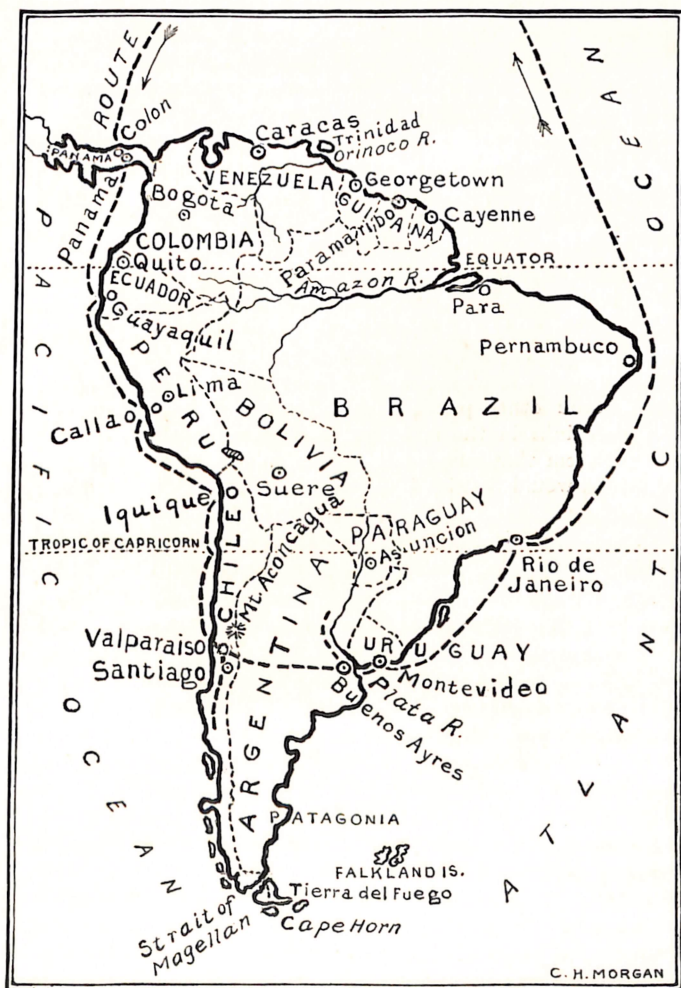 ROUTE
OCEAN
Colon
PANAMA
Panama
Caracas
Trinidad
Orinoco R.
VENEZUELA
Georgetown
Bogota
GUIANA
Paramaribo
Cayenne
COLOMBIA
Quito
EQUATOR
ECUADOR
Amazon R.
Para
Guayaquil
PACIFIC
Pernambuco
PERU
Lima
BRAZIL
Callao
BOLIVIA
Suere
Iquique
CHILEO
Mt. Aconcagua
PARAGUAY
Asuncion
TROPIC OF CAPRICORN
Rio de
Janeiro
ARGENTINA
Valparaiso
Santiago
URUGUAY
Montevideo
Plata R.
Buenos Ayres
ATLANTIC
OCEAN
PATAGONIA
FALKLAND IS.
Tierra del Fuego
Strait of
Magellan
Cape Horn
C. H. MORGAN